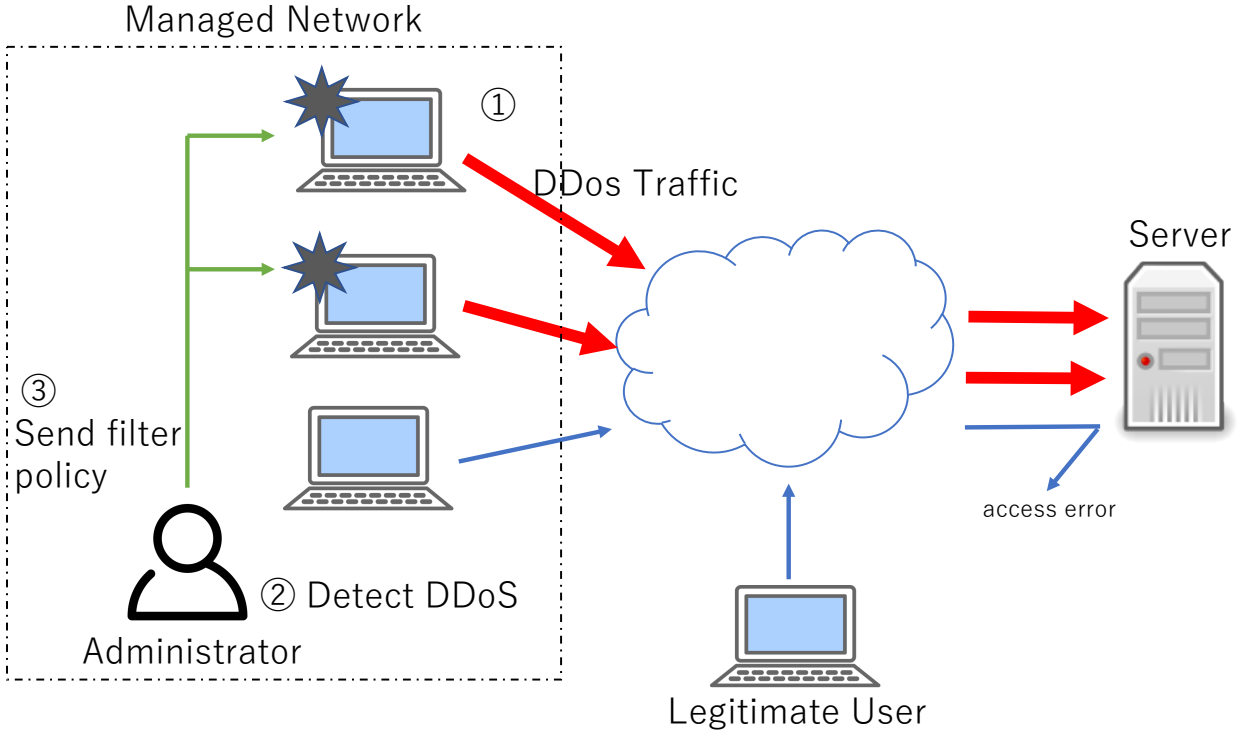 Managed Network
①
DDos Traffic
Server
③
Send filter
policy
access error
② Detect DDoS
Administrator
Legitimate User